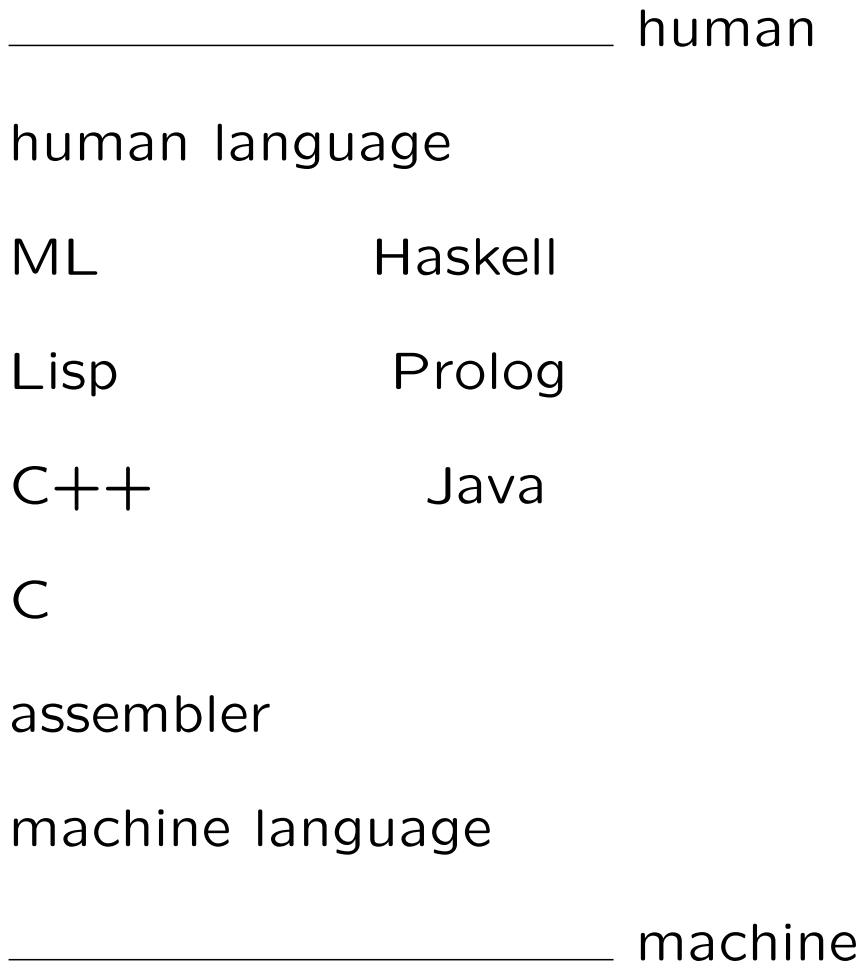 human
human language
ML Haskell
Lisp Prolog
C++ Java
C
assembler
machine language
machine